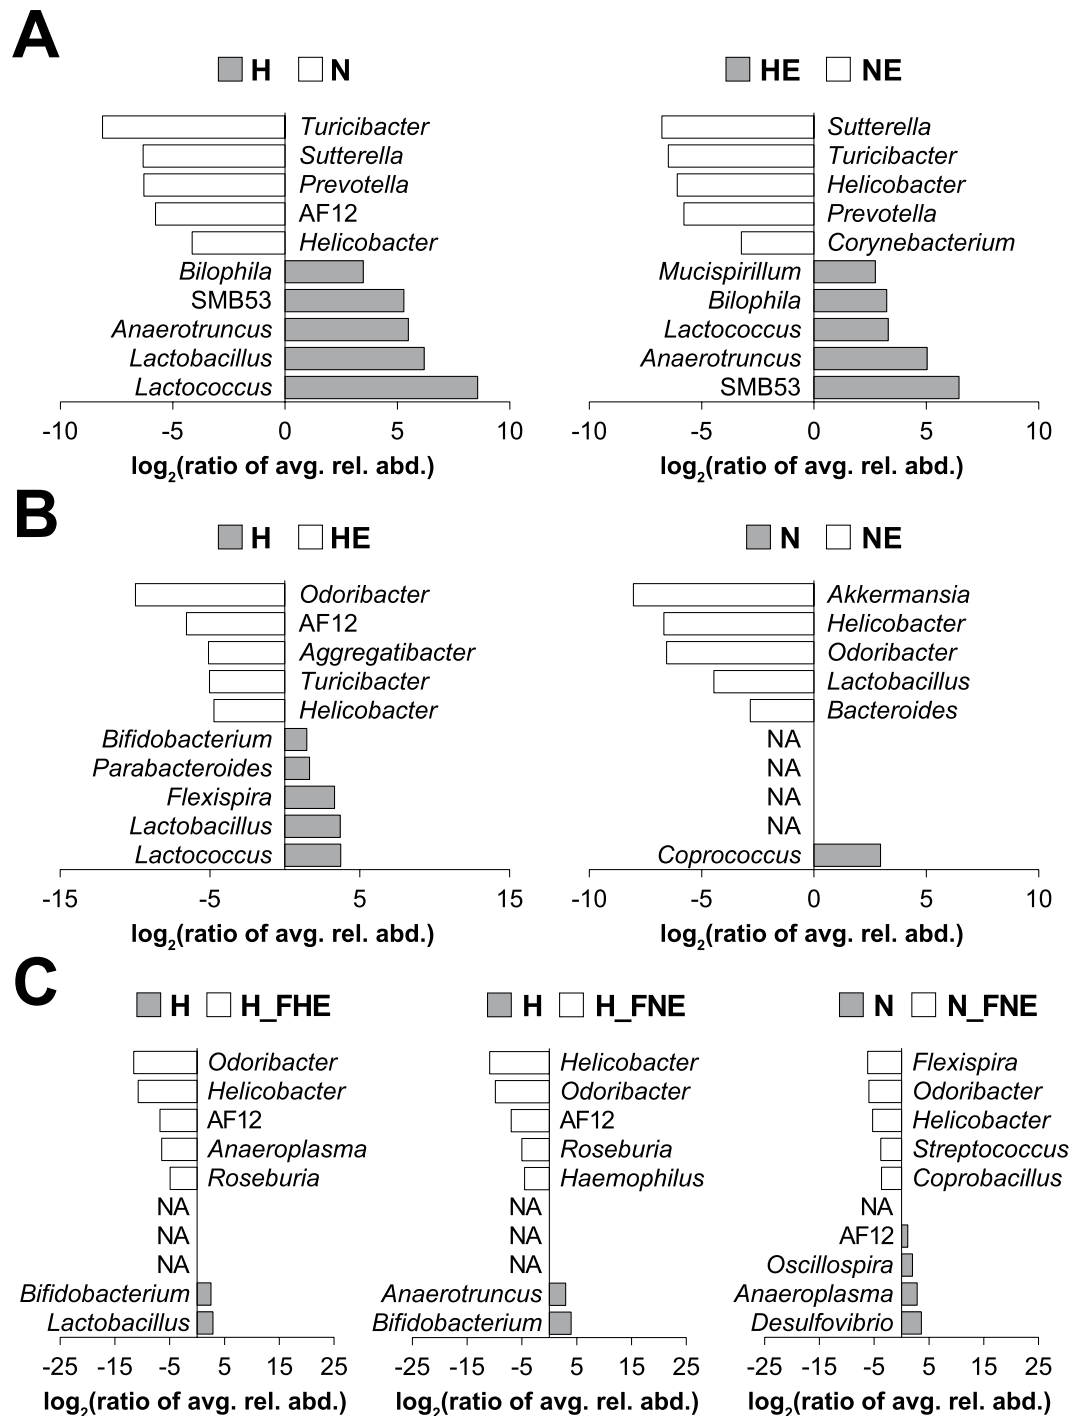 A
H N
HE NE
Turicibacter
Sutterella
Prevotella
AF12
Helicobacter
Bilophila
SMB53
Anaerotruncus
Lactobacillus
Lactococcus
-10 -5 0 5 10
log2(ratio of avg. rel. abd.)
Sutterella
Turicibacter
Helicobacter
Prevotella
Corynebacterium
Mucispirillum
Bilophila
Lactococcus
Anaerotruncus
SMB53
-10 -5 0 5 10
log2(ratio of avg. rel. abd.)
B
H HE
N NE
Odoribacter
AF12
Aggregatibacter
Turicibacter
Helicobacter
Bifidobacterium
Parabacteroides
Flexispira
Lactobacillus
Lactococcus
-15 -5 5 15
log2(ratio of avg. rel. abd.)
Akkermansia
Helicobacter
Odoribacter
Lactobacillus
Bacteroides
NA
NA
NA
NA
Coprococcus
-10 -5 0 5 10
log2(ratio of avg. rel. abd.)
C
H H_FHE
H H_FNE
N N_FNE
Odoribacter
Helicobacter
AF12
Anaeroplasma
Roseburia
NA
NA
NA
Bifidobacterium
Lactobacillus
-25 -15 -5 5 15 25
log2(ratio of avg. rel. abd.)
Helicobacter
Odoribacter
AF12
Roseburia
Haemophilus
NA
NA
NA
Anaerotruncus
Bifidobacterium
-25 -15 -5 5 15 25
log2(ratio of avg. rel. abd.)
Flexispira
Odoribacter
Helicobacter
Streptococcus
Coprobacillus
NA
AF12
Oscillospira
Anaeroplasma
Desulfovibrio
-25 -15 -5 5 15 25
log2(ratio of avg. rel. abd.)